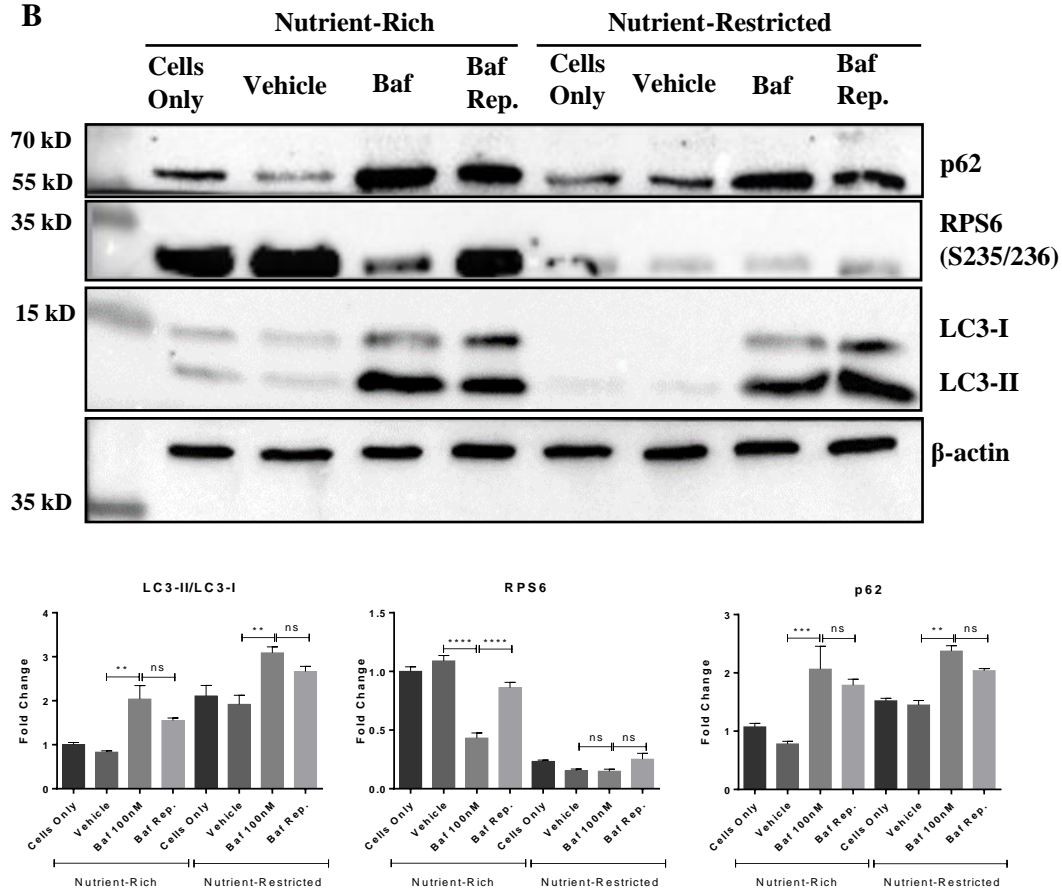 B
Nutrient-Rich Nutrient-Restricted
Cells Only Vehicle Baf Baf Rep. Cells Only Vehicle Baf Baf Rep.
70 kD
55 kD
p62
35 kD
RPS6
(S235/236)
15 kD
LC3-I
LC3-II
β-actin
35 kD
LC3-II/LC3-I
Fold Change
4
3
2
1
0
** ns ** ns
Cells Only Vehicle Baf 100nM Baf Rep. Cells Only Vehicle Baf 100nM Baf Rep.
Nutrient-Rich Nutrient-Restricted
RPS6
Fold Change
1.5
1.0
0.5
0.0
**** **** ns ns
Cells Only Vehicle Baf 100nM Baf Rep. Cells Only Vehicle Baf 100nM Baf Rep.
Nutrient-Rich Nutrient-Restricted
p62
Fold Change
3
2
1
0
*** ns ** ns
Cells Only Vehicle Baf 100nM Baf Rep. Cells Only Vehicle Baf 100nM Baf Rep.
Nutrient-Rich Nutrient-Restricted